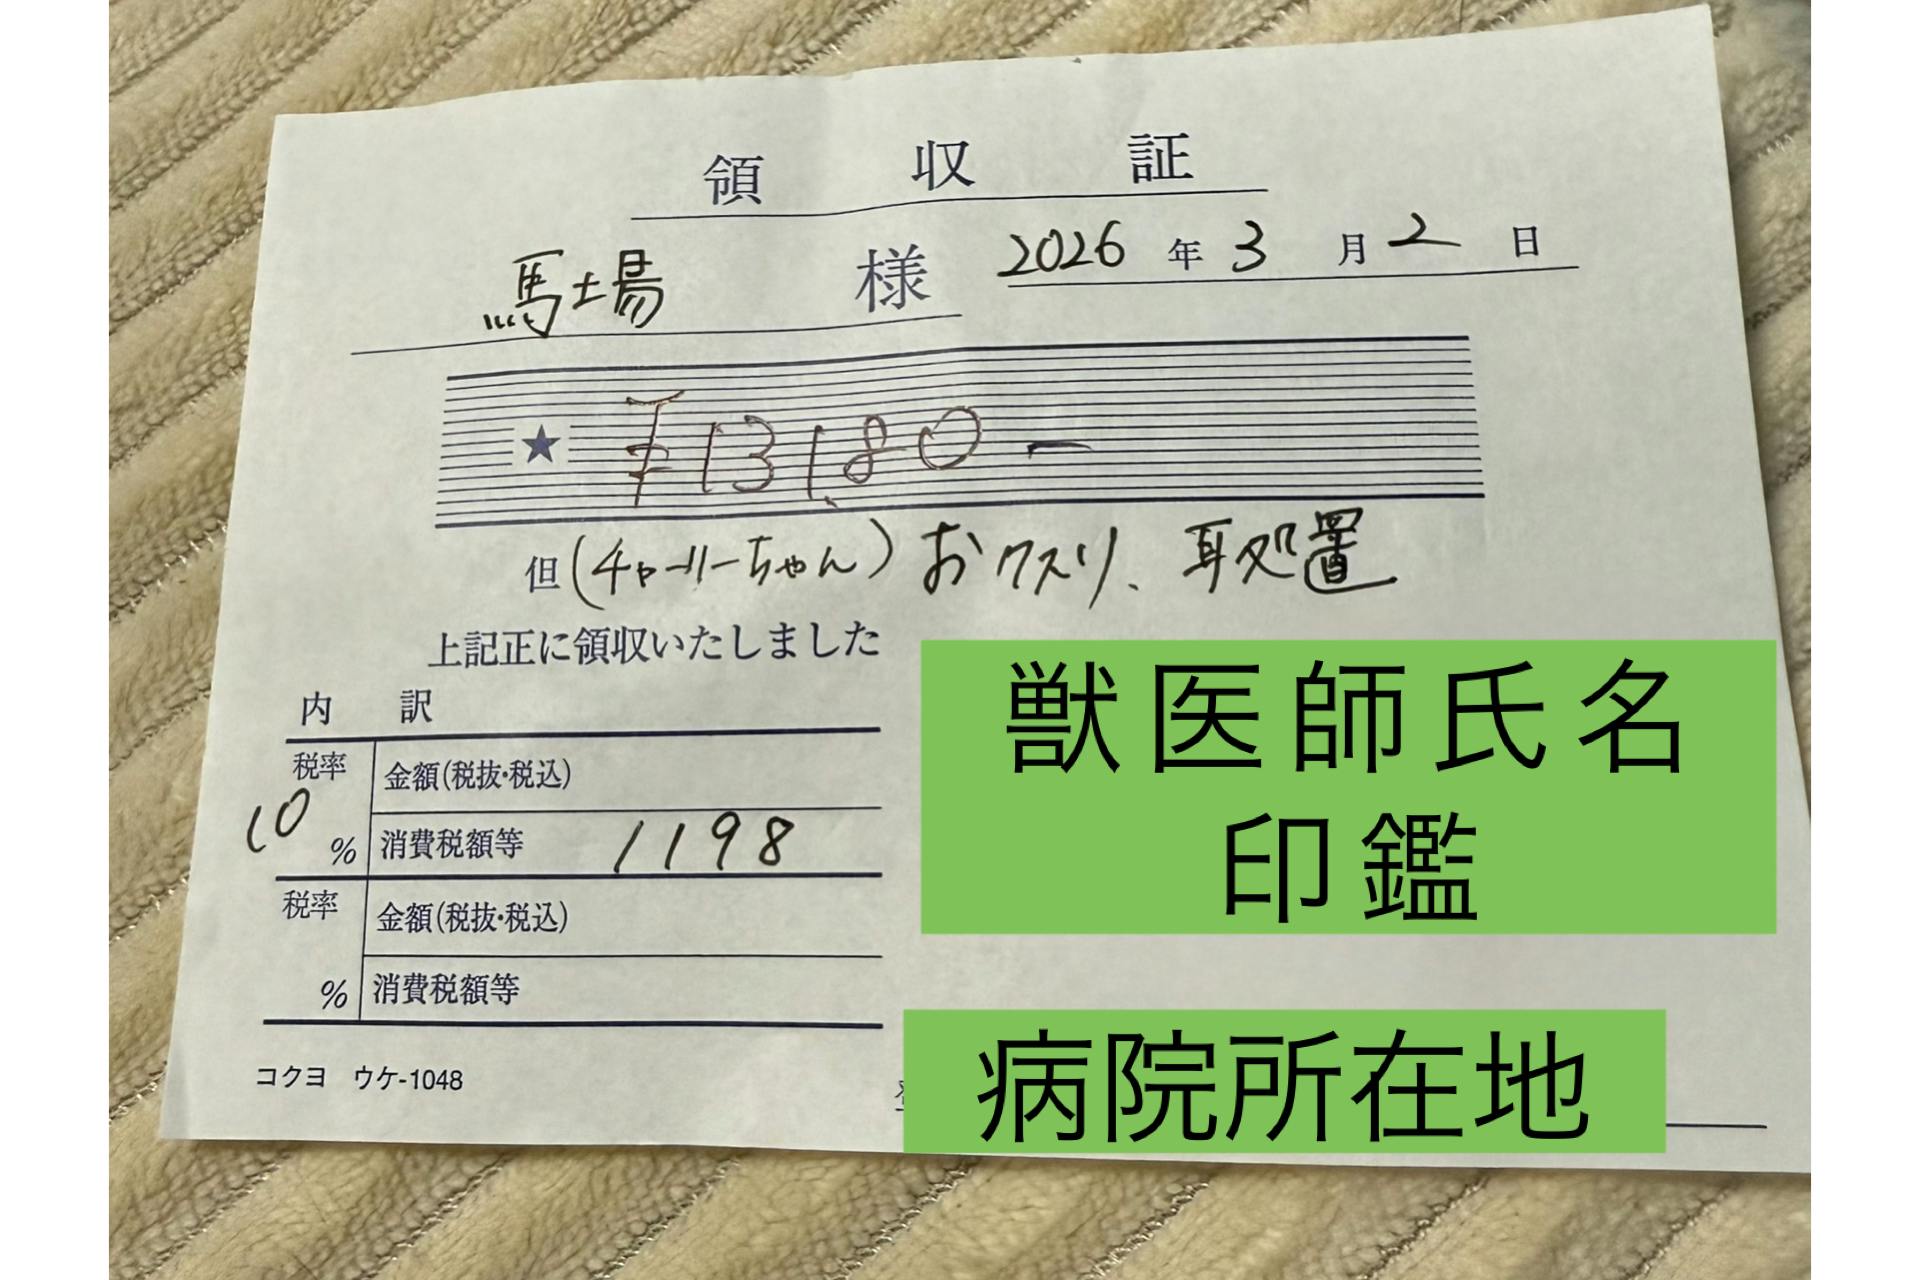 領収証
馬場 様 2026年3月2日
★ ¥13,180-
但(チャーリーちゃん)おクスリ、耳処置
上記正に領収いたしました
内訳
税率 10% 金額(税抜・税込)
消費税額等 1198
税率 % 金額(税抜・税込)
消費税額等
コクヨ ウケ-1048
獣医師氏名
印鑑
病院所在地